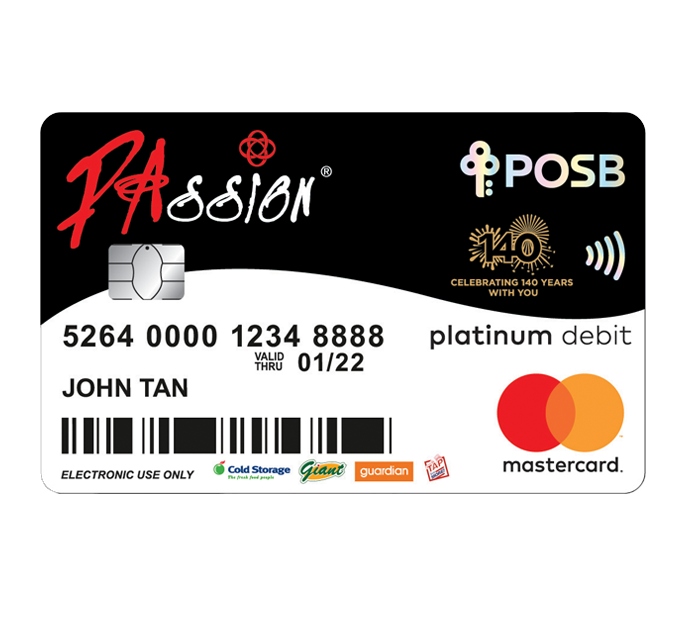 PAssion®
POSB
140
CELEBRATING 140 YEARS
WITH YOU
5264 0000 1234 8888
platinum debit
VALID
THRU 01/22
JOHN TAN
mastercard.
ELECTRONIC USE ONLY
Cold Storage
The fresh food people
Giant
guardian
TAP